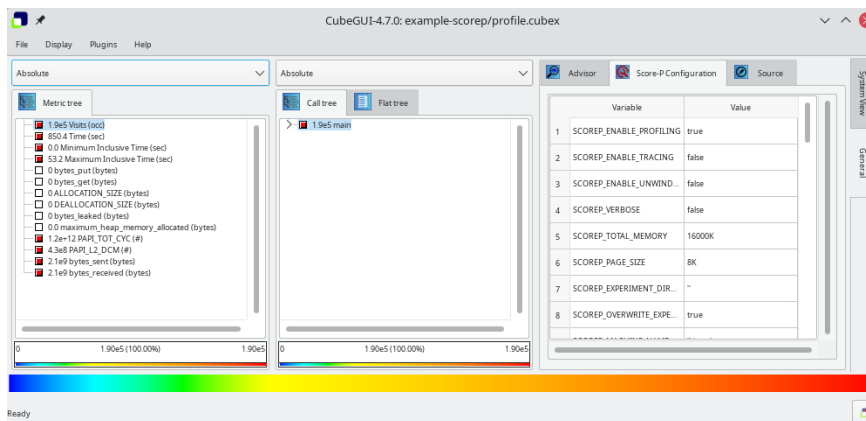 CubeGUI-4.7.0: example-scorep/profile.cubex
File Display Plugins Help
Absolute
Metric tree
1.9e5 Visits (occ)
850.4 Time (sec)
0.0 Minimum Inclusive Time (sec)
53.2 Maximum Inclusive Time (sec)
0 bytes_put (bytes)
0 bytes_get (bytes)
0 ALLOCATION_SIZE (bytes)
0 DEALLOCATION_SIZE (bytes)
0 bytes_leaked (bytes)
0.0 maximum_heap_memory_allocated (bytes)
1.2e+12 PAPI_TOT_CYC (#)
4.3e8 PAPI_L2_DCM (#)
2.1e9 bytes_sent (bytes)
2.1e9 bytes_received (bytes)
0 1.90e5 (100.00%) 1.90e5
Absolute
Call tree Flat tree
1.9e5 main
0 1.90e5 (100.00%) 1.90e5
Advisor Score-P Configuration Source
Variable Value
1 SCOREP_ENABLE_PROFILING true
2 SCOREP_ENABLE_TRACING false
3 SCOREP_ENABLE_UNWIND... false
4 SCOREP_VERBOSE false
5 SCOREP_TOTAL_MEMORY 16000K
6 SCOREP_PAGE_SIZE 8K
7 SCOREP_EXPERIMENT_DIR... ""
8 SCOREP_OVERWRITE_EXPE... true
System View
General
Ready